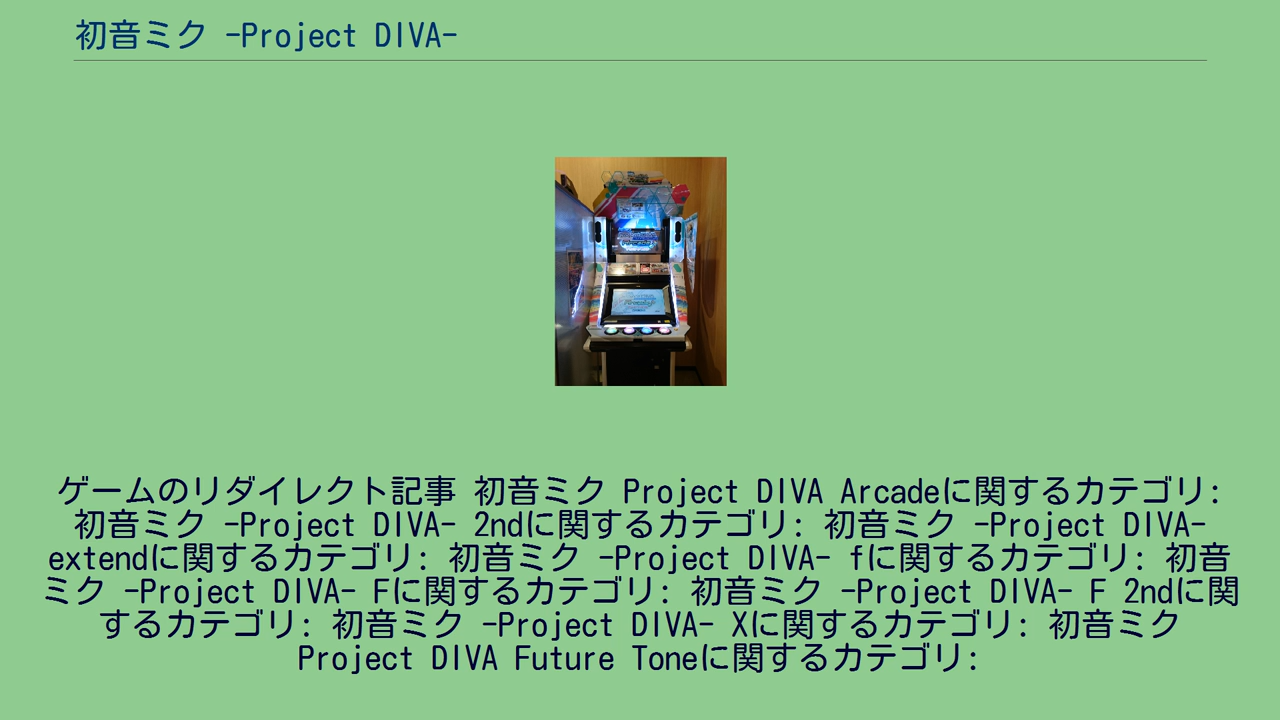 初音ミク -Project DIVA-
ゲームのリダイレクト記事 初音ミク Project DIVA Arcadeに関するカテゴリ:
初音ミク -Project DIVA- 2ndに関するカテゴリ: 初音ミク -Project DIVA-
extendに関するカテゴリ: 初音ミク -Project DIVA- fに関するカテゴリ: 初音
ミク -Project DIVA- Fに関するカテゴリ: 初音ミク -Project DIVA- F 2ndに関
するカテゴリ: 初音ミク -Project DIVA- Xに関するカテゴリ: 初音ミク
Project DIVA Future Toneに関するカテゴリ: